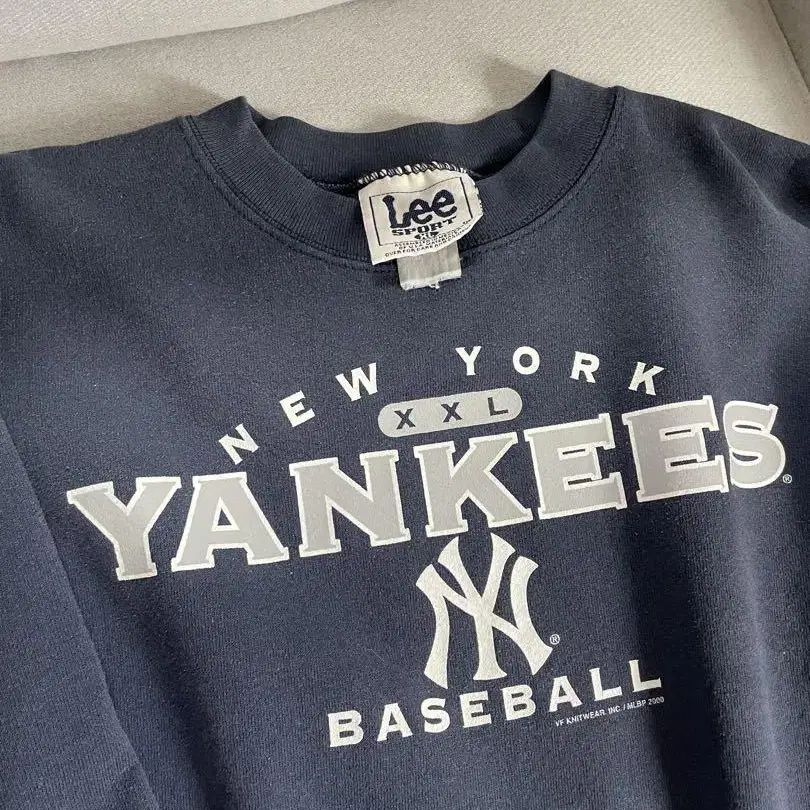 Lee
SPORT
NEW YORK
XXL
YANKEES®
NY®
BASEBALL
VF KNITWEAR, INC. / MLBP 2000